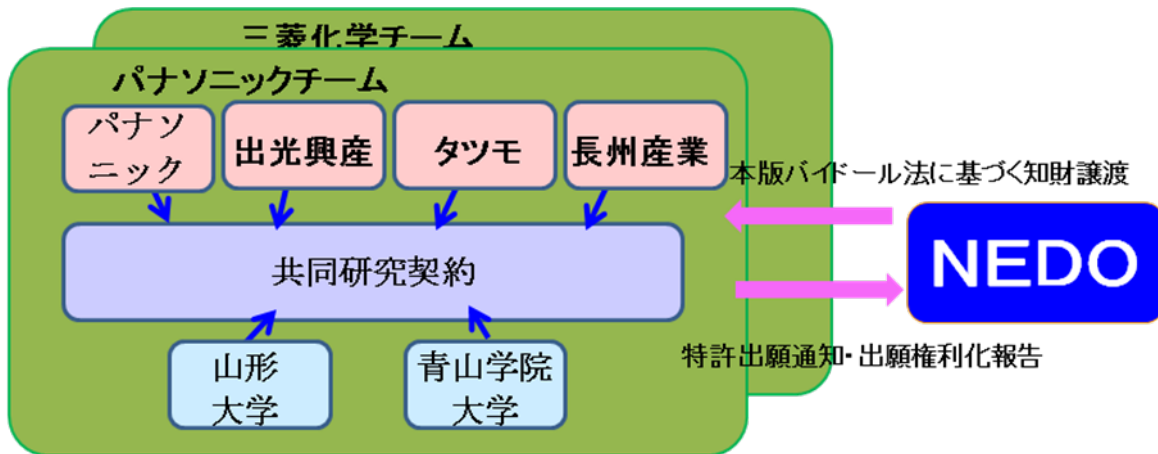 三菱化学チーム
パナソニックチーム
パナソ
ニック
出光興産
タツモ
長州産業
本版バイドール法に基づく知財譲渡
共同研究契約
NEDO
特許出願通知・出願権利化報告
山形
大学
青山学院
大学